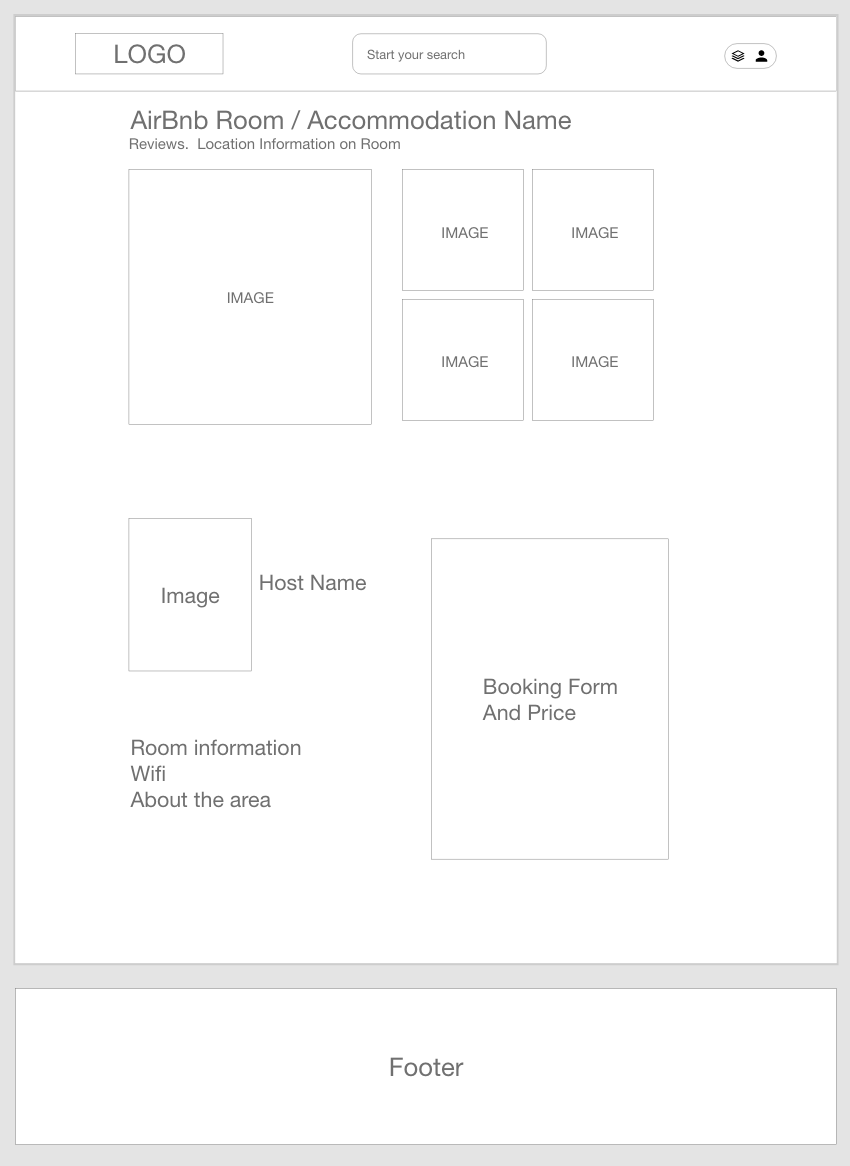 LOGO
Start your search
AirBnb Room / Accommodation Name
Reviews.  Location Information on Room
IMAGE
IMAGE
IMAGE
IMAGE
IMAGE
Image
Host Name
Booking Form
And Price
Room information
Wifi
About the area
Footer